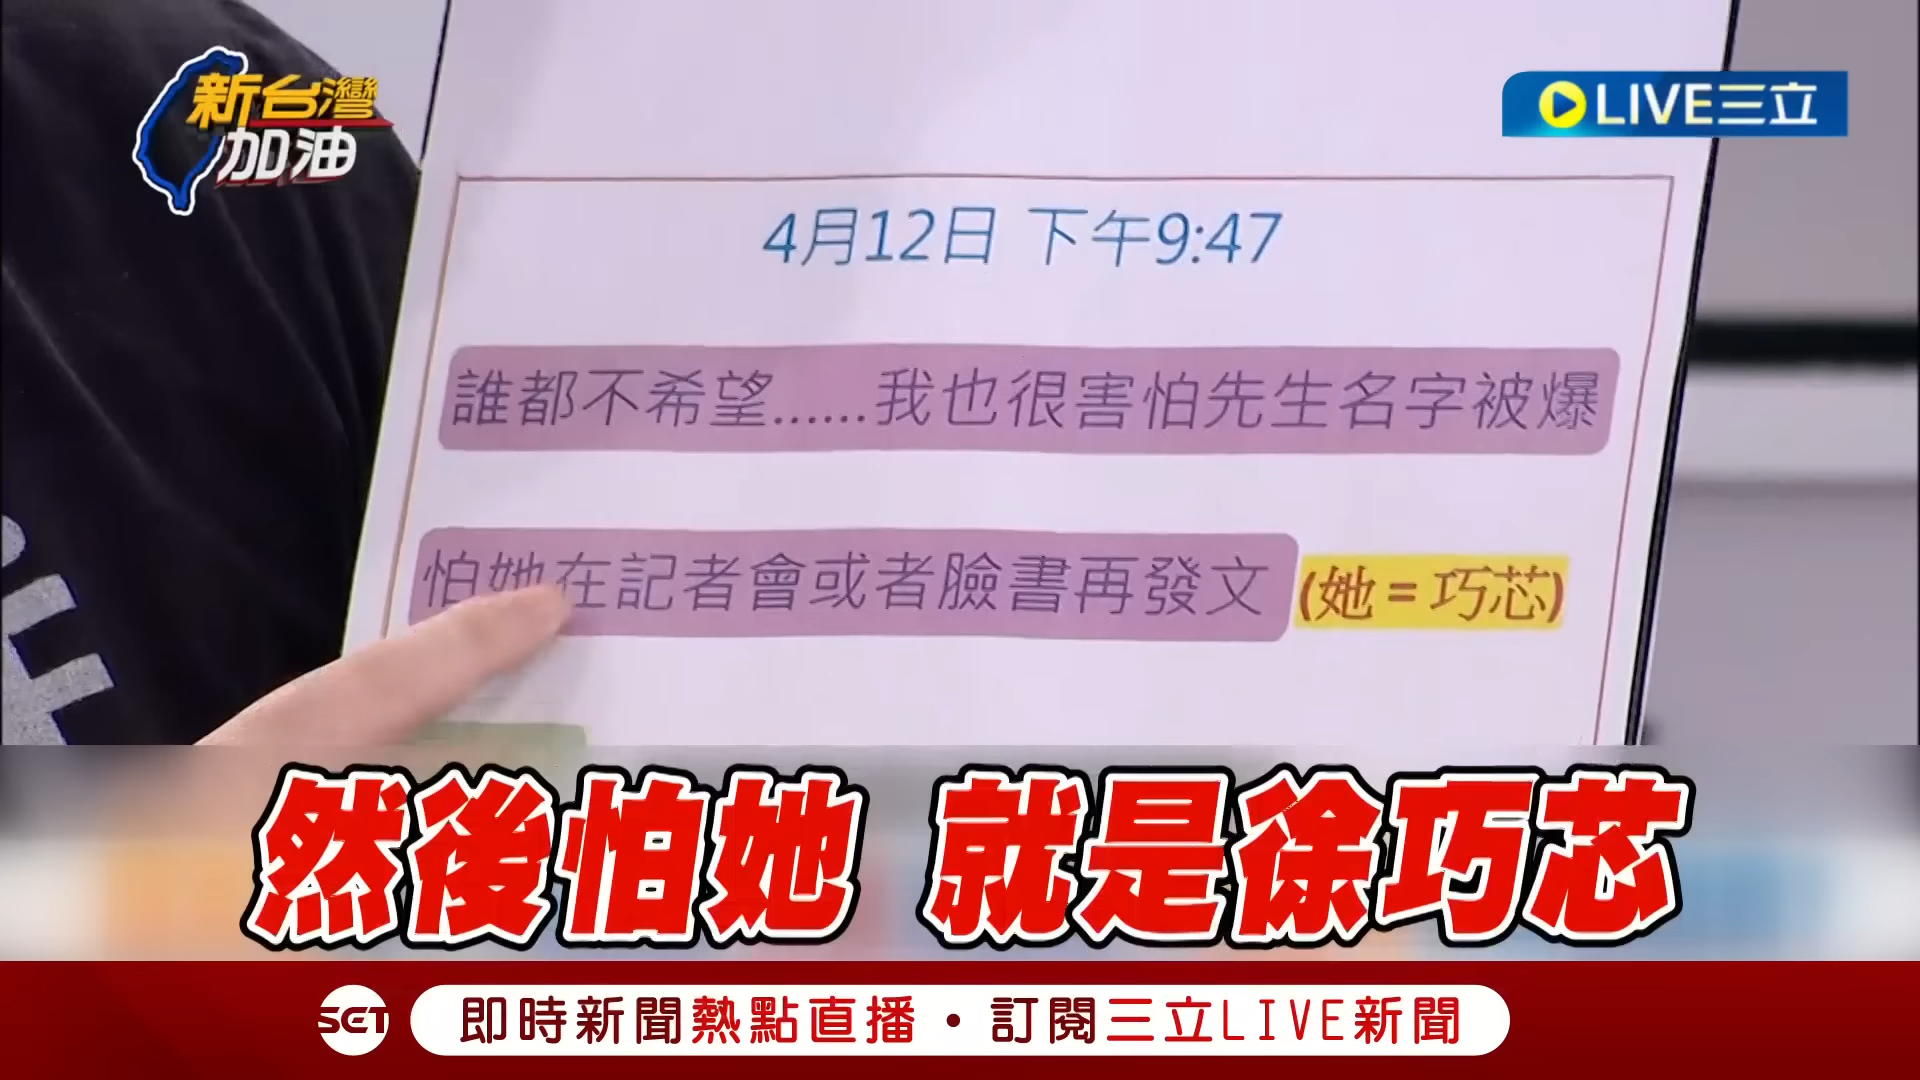 新台灣
加油
LIVE三立
4月12日 下午9:47
誰都不希望......我也很害怕先生名字被爆
怕她在記者會或者臉書再發文 (她=巧芯)
然後怕她 就是徐巧芯
SET 即時新聞熱點直播・訂閱三立LIVE新聞